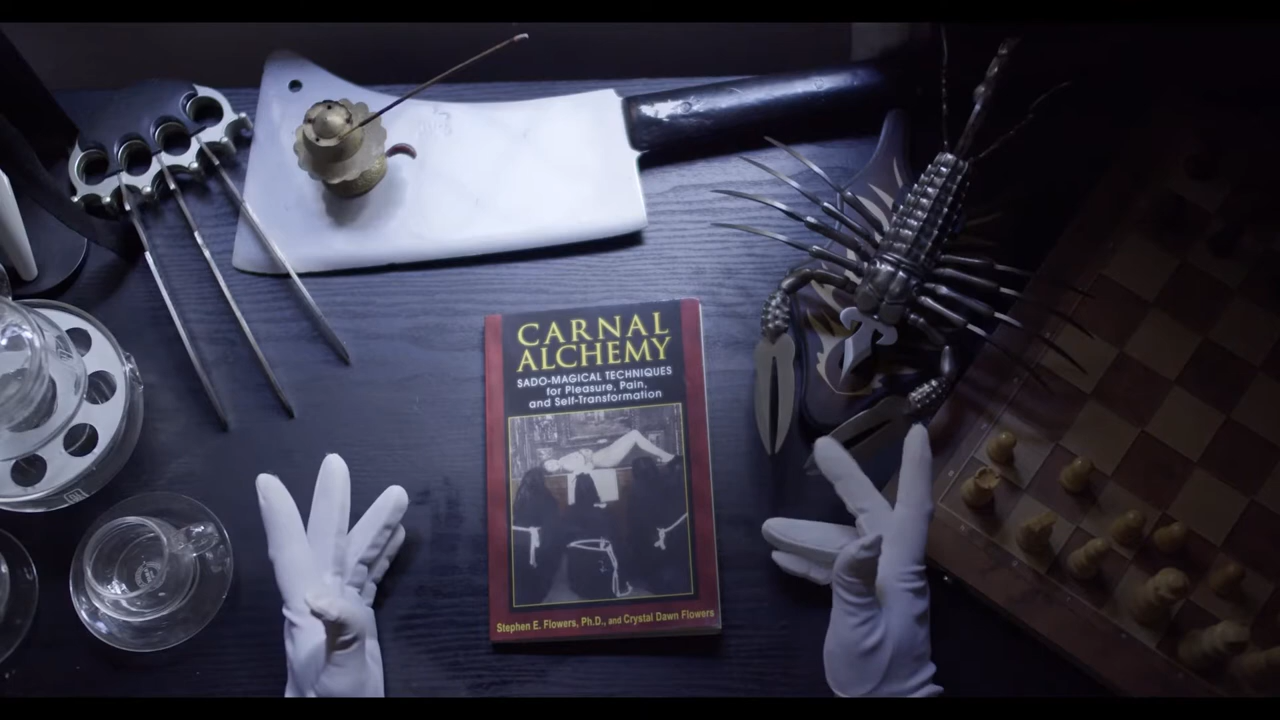 CARNAL
ALCHEMY
SADO-MAGICAL TECHNIQUES
for Pleasure, Pain,
and Self-Transformation
Stephen E. Flowers, Ph.D., and Crystal Dawn Flowers